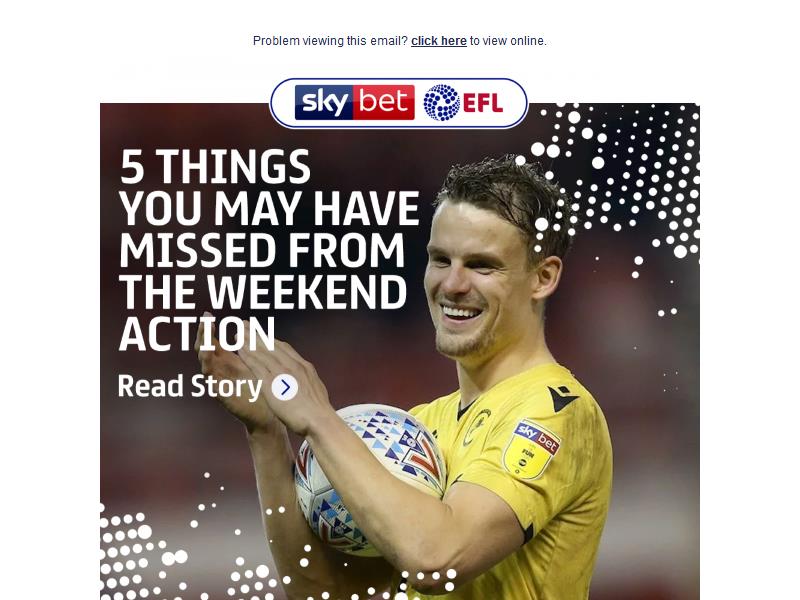 Problem viewing this email? click here to view online.
sky bet EFL
5 THINGS
YOU MAY HAVE
MISSED FROM
THE WEEKEND
ACTION
Read Story
sky bet
FUN